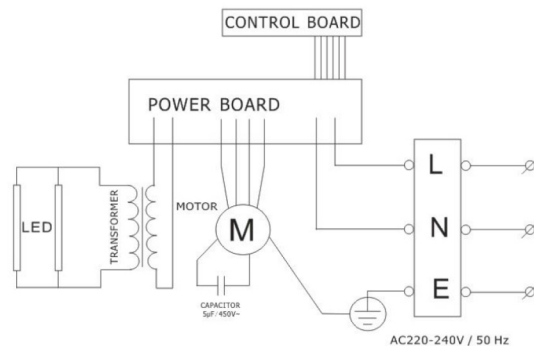 CONTROL BOARD
POWER BOARD
LED
TRANSFORMER
MOTOR
M
CAPACITOR
5μF/450V~
L
N
E
AC220-240V / 50 Hz